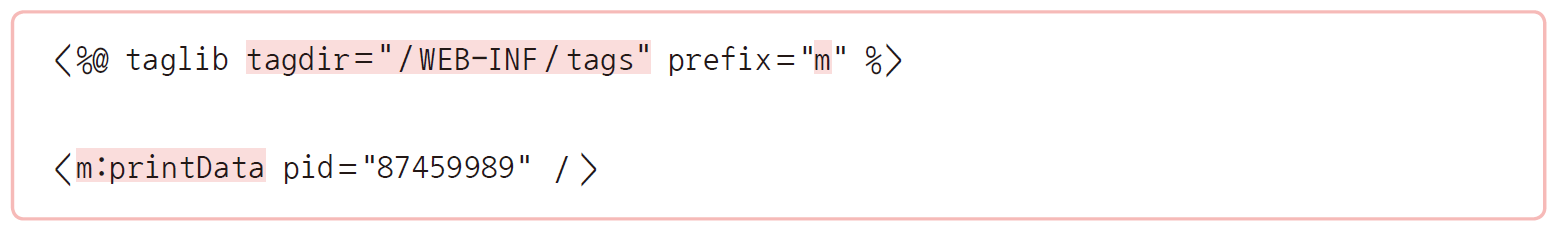 <%@ taglib tagdir="/WEB-INF/tags" prefix="m" %>
<m:printData pid="87459989" />